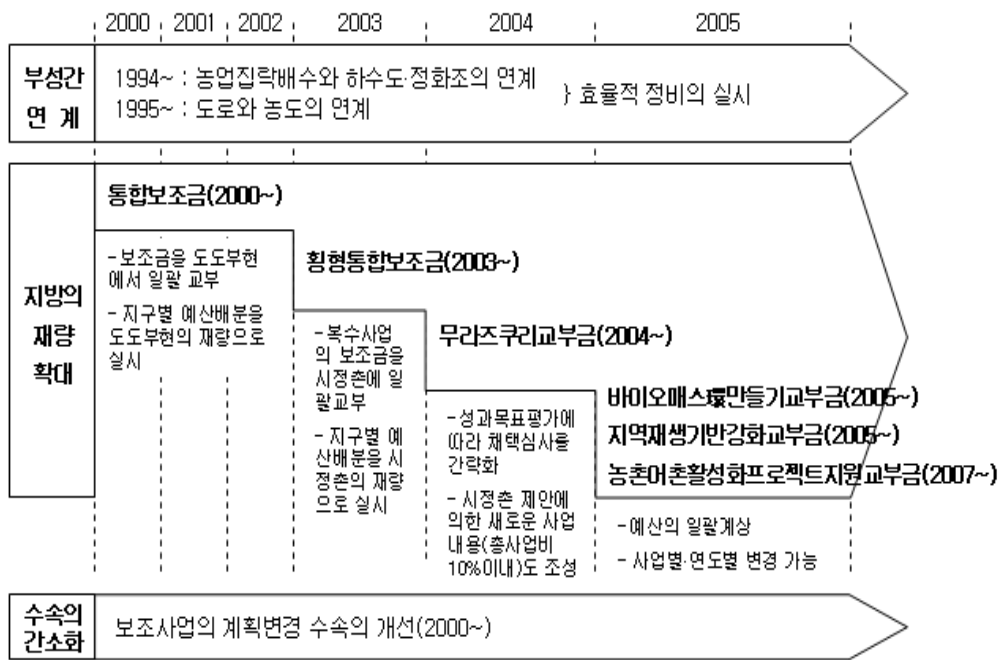 2000 2001 2002 2003 2004 2005
부성간
연 계
1994~ : 농업집락배수와 하수도·정화조의 연계
1995~ : 도로와 농도의 연계
} 효율적 정비의 실시
지방의
재량
확대
통합보조금(2000~)
-보조금을 도도부현
에서 일괄 교부
- 지구별 예산배분을
도도부현의 재량으로
실시
횡형통합보조금(2003~)
-복수사업
의 보조금을
시정촌에 일
괄교부
- 지구별 예
산배분을 시
정촌의 재량
으로 실시
무라즈쿠리교부금(2004~)
-성과목표평가에
따라 채택심사를
간략화
- 시정촌 제안에
의한 새로운 사업
내용(총사업비
10%이내)도 조성
바이오매스環만들기교부금(2005~)
지역재생기반강화교부금(2005~)
농촌어촌활성화프로젝트지원교부금(2007~)
-예산의 일괄계상
- 사업별·연도별 변경 가능
수속의
간소화
보조사업의 계획변경 수속의 개선(2000~)